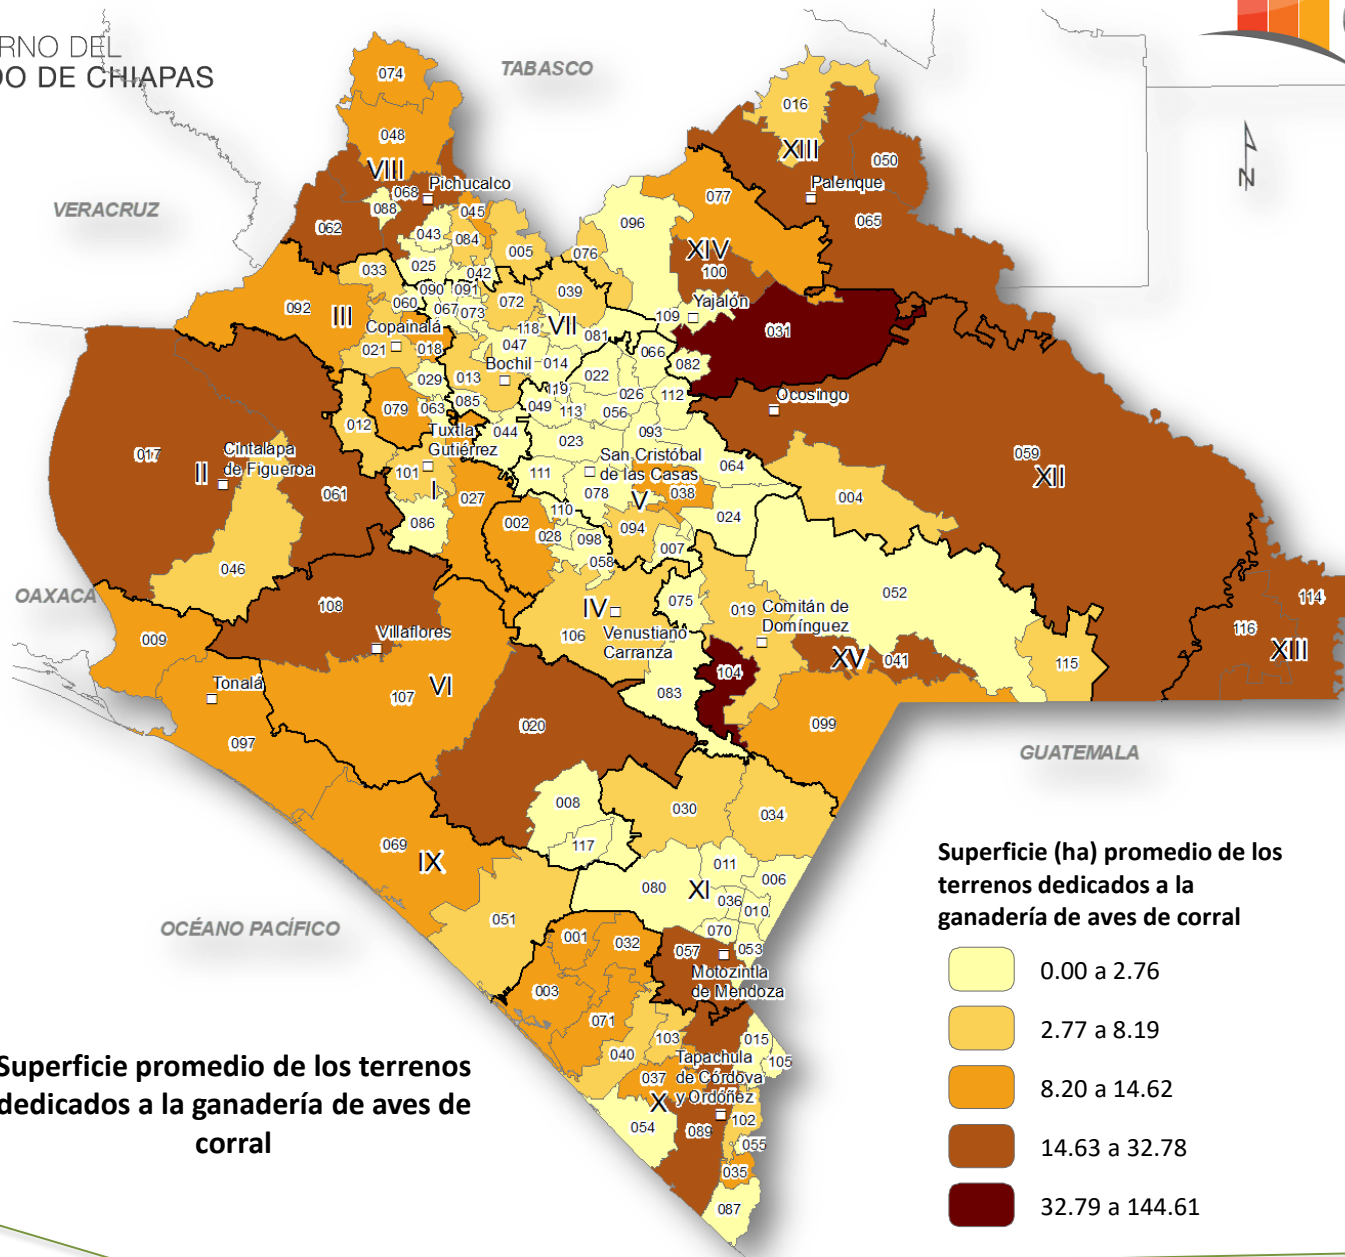 RNO DEL
DO DE CHIAPAS
TABASCO
VERACRUZ
N
074
048
VIII
068
Pichucalco
088
062
045
043
084
005
025
042
033
090
091
092
III
060
067
073
072
039
076
096
Copainalá
021
018
118
VII
047
081
Bochil
014
029
013
085
063
079
012
016
XIII
050
Palenque
065
077
XIV
100
Yajalón
109
031
066
082
022
026
112
119
049
113
056
Ocosingo
059
XII
004
017
II
Cintalapa
de Figueroa
061
046
Tuxtla
Gutiérrez
101
I
027
086
044
023
093
San Cristóbal
de las Casas
064
111
078
V
038
024
110
094
002
028
098
007
058
052
OAXACA
108
Villaflores
009
Tonalá
097
107
VI
IV
106
Venustiano
Carranza
075
019
Comitán de
Domínguez
104
XV
041
115
116
114
XIII
083
099
020
GUATEMALA
008
117
030
034
069
IX
051
080
XI
011
006
036
010
070
053
057
Motozintla
de Mendoza
OCÉANO PACÍFICO
001
032
003
071
103
040
015
105
Tapachula
de Córdova
y Ordóñez
037
X
054
089
102
055
035
087
Superficie promedio de los terrenos
dedicados a la ganadería de aves de
corral
Superficie (ha) promedio de los
terrenos dedicados a la
ganadería de aves de corral
0.00 a 2.76
2.77 a 8.19
8.20 a 14.62
14.63 a 32.78
32.79 a 144.61